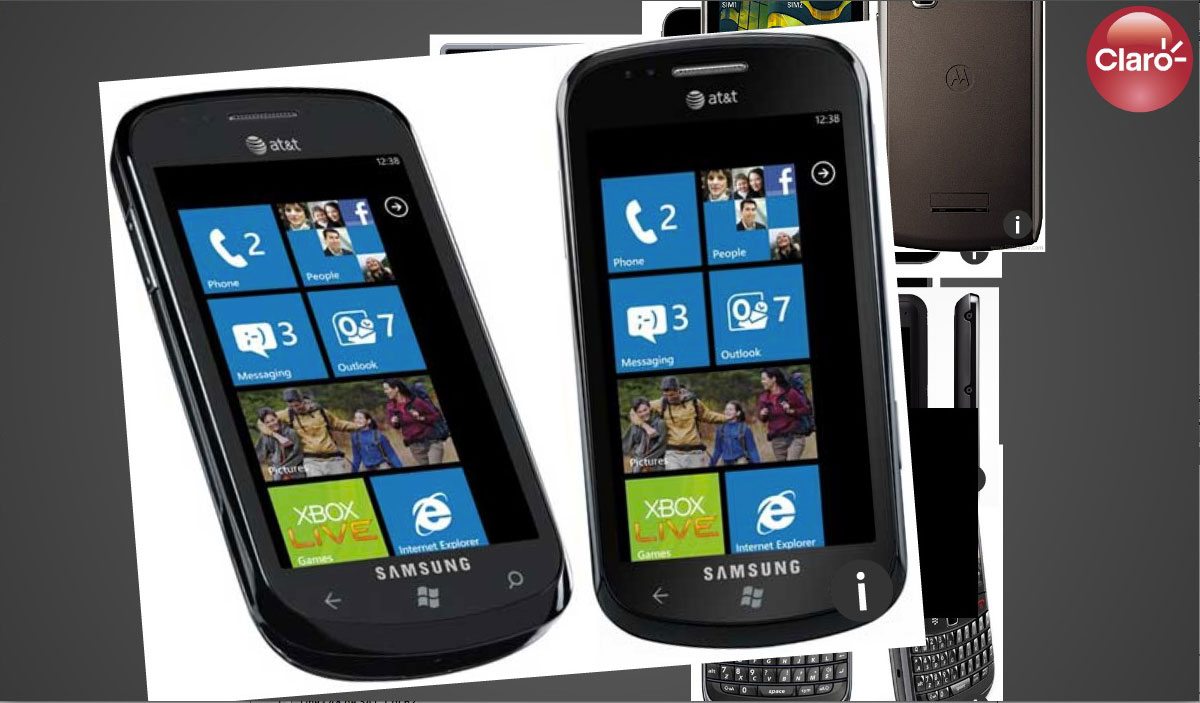 SIM1 SIM2
Claro
at&t
12:38
2
Phone
f
People
3
Messaging
7
Outlook
Pictures
XBOX
LIVE
Games
Internet Explorer
SAMSUNG
at&t
12:38
2
Phone
f
People
3
Messaging
7
Outlook
Pictures
XBOX
LIVE
Games
Internet Explorer
SAMSUNG
i
i
space
sym